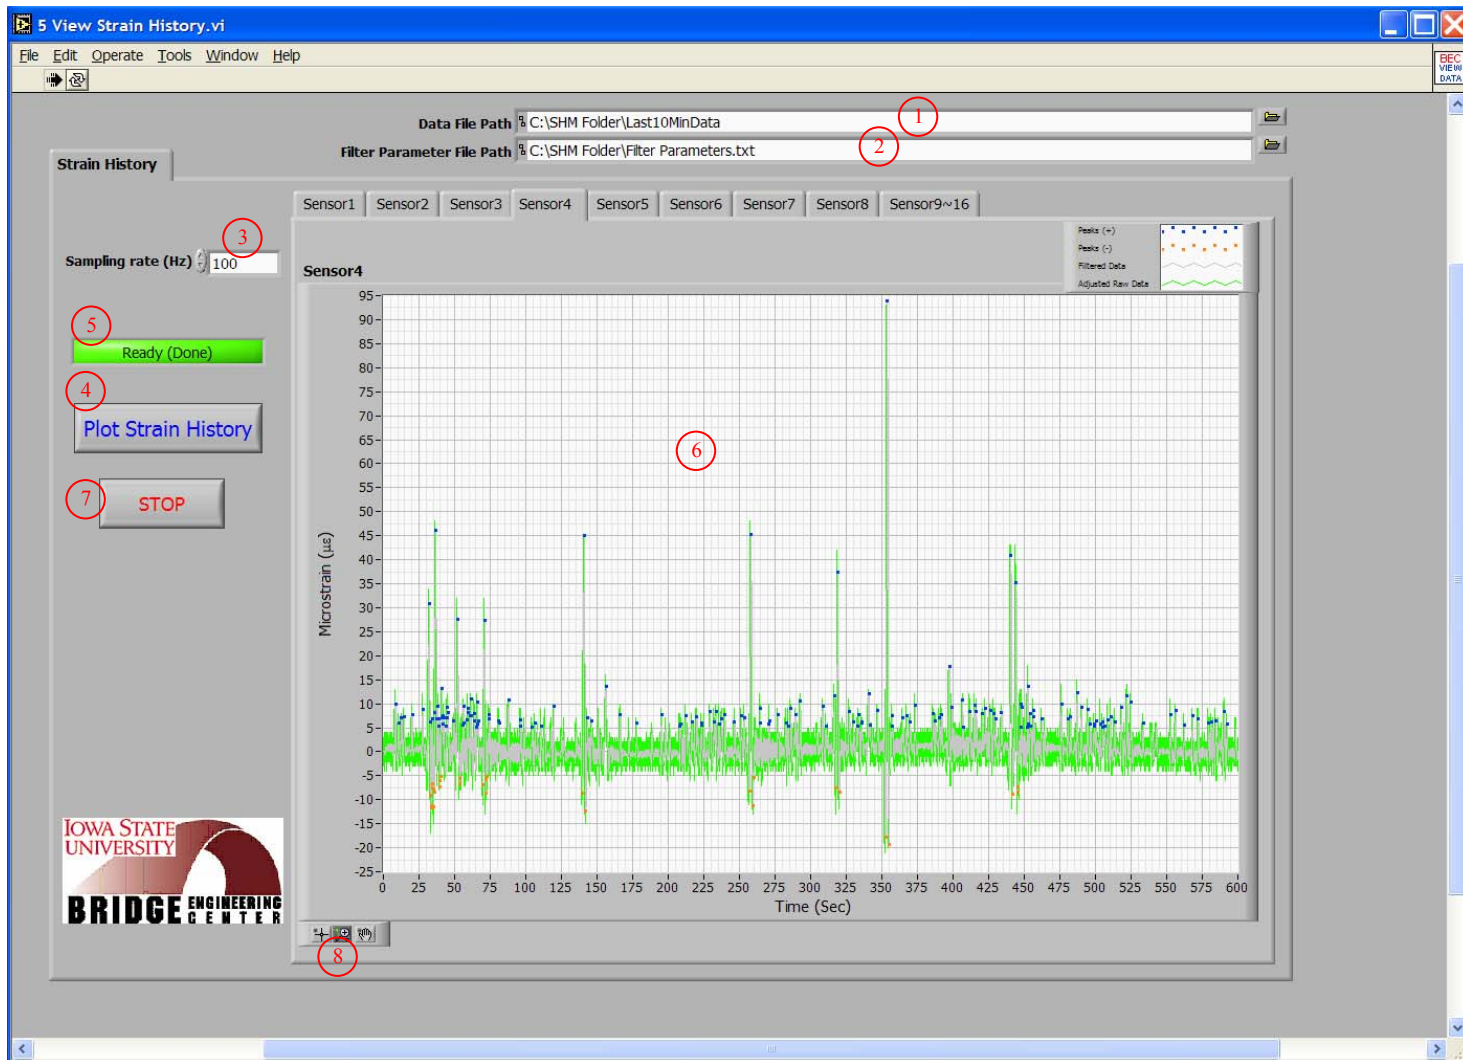 5 View Strain History.vi
File Edit Operate Tools Window Help
BEC
VIEW
DATA
Data File Path C:\SHM Folder\Last10MinData 1
Filter Parameter File Path C:\SHM Folder\Filter Parameters.txt 2
Strain History
Sensor1 Sensor2 Sensor3 Sensor4 Sensor5 Sensor6 Sensor7 Sensor8 Sensor9~16
3
Sampling rate (Hz) 100
5
Ready (Done)
4
Plot Strain History
7
STOP
Sensor4
Peaks (+)
Peaks (-)
Filtered Data
Adjusted Raw Data
Microstrain (µε)
95
90
85
80
75
70
65
60
55
50
45
40
35
30
25
20
15
10
5
0
-5
-10
-15
-20
-25
6
0 25 50 75 100 125 150 175 200 225 250 275 300 325 350 375 400 425 450 475 500 525 550 575 600
Time (Sec)
8
IOWA STATE
UNIVERSITY
BRIDGE ENGINEERING
CENTER